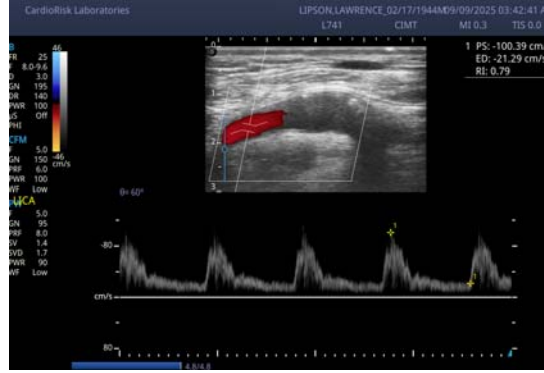 CardioRisk Laboratories LIPSON,LAWRENCE_02/17/1944M 09/09/2025 03:42:41 A
L741 CIMT MI 0.3 TIS 0.0
B
FR 25
F 8.0-9.6
D 3.0
GN 195
DR 140
PWR 100
µS Off
PHI
CFM
F 5.0
GN 150
PRF 6.0
PWR 100
WF Low
LICA
F 5.0
GN 95
PRF 8.0
SV 1.4
SVD 1.7
PWR 90
WF Low
46
-46
cm/s
0
1
2
3
1 PS: -100.39 cm/s
ED: -21.29 cm/s
RI: 0.79
θ= 60°
1
-80
cm/s
80
4.8/4.8